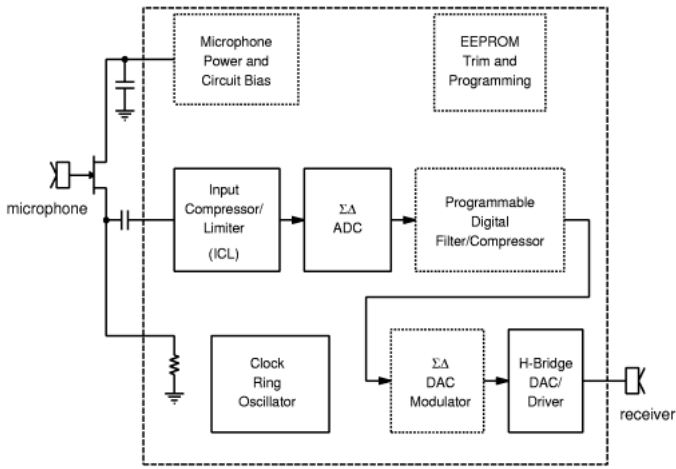 Microphone
Power and
Circuit Bias
EEPROM
Trim and
Programming
microphone
Input
Compressor/
Limiter
(ICL)
ΣΔ
ADC
Programmable
Digital
Filter/Compressor
Clock
Ring
Oscillator
ΣΔ
DAC
Modulator
H-Bridge
DAC/
Driver
receiver